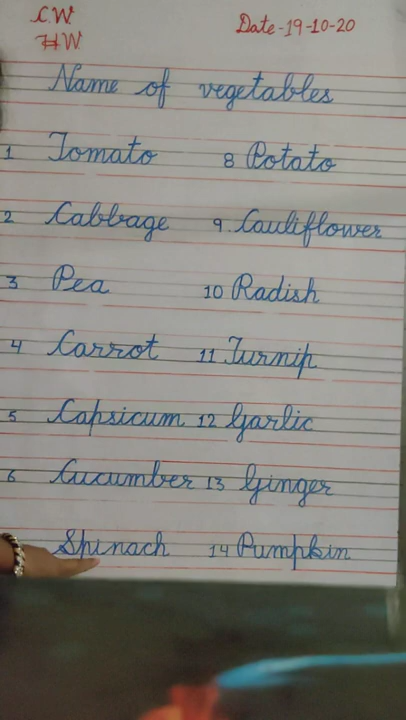 C.W
H W
Date-19-10-20
Name of vegetables
1 Tomato 8 Potato
2 Cabbage 9. Cauliflower
3 Pea 10 Radish
4 Carrot 11 Turnip
5 Capsicum 12 Garlic
6 Cucumber 13 Ginger
Spinach 14 Pumpkin